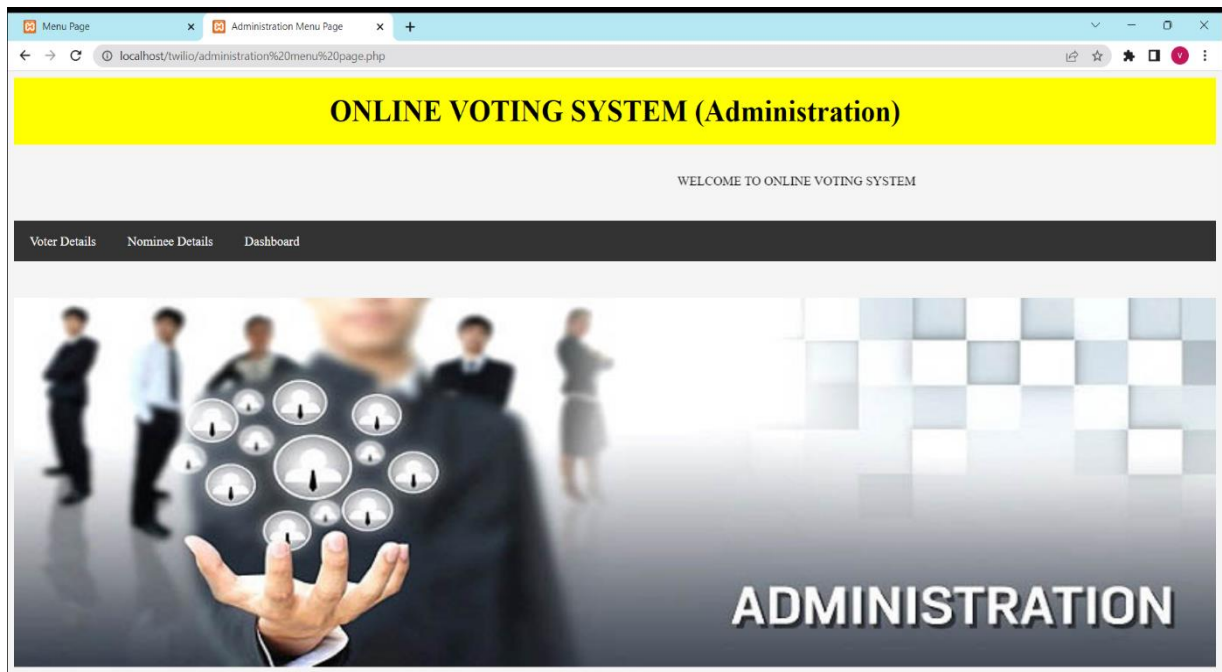 Menu Page
Administration Menu Page
localhost/twilio/administration%20menu%20page.php
V
ONLINE VOTING SYSTEM (Administration)
WELCOME TO ONLINE VOTING SYSTEM
Voter Details Nominee Details Dashboard
ADMINISTRATION